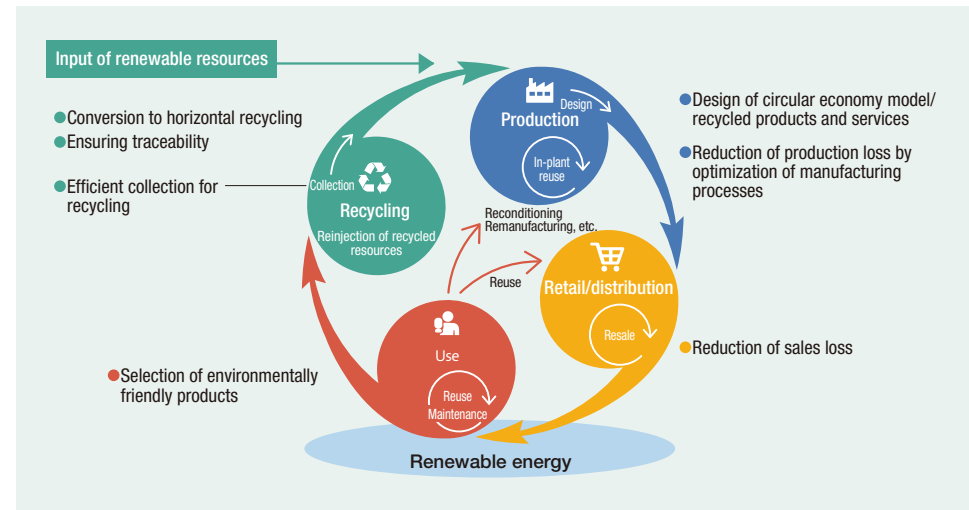 Input of renewable resources
●Conversion to horizontal recycling
●Ensuring traceability
●Efficient collection for
recycling
Collection
Recycling
Reinjection of recycled
resources
Design
Production
In-plant
reuse
●Design of circular economy model/
recycled products and services
●Reduction of production loss by
optimization of manufacturing
processes
Reconditioning
Remanufacturing, etc.
Reuse
Retail/distribution
Resale
●Reduction of sales loss
Use
Reuse
Maintenance
●Selection of environmentally
friendly products
Renewable energy